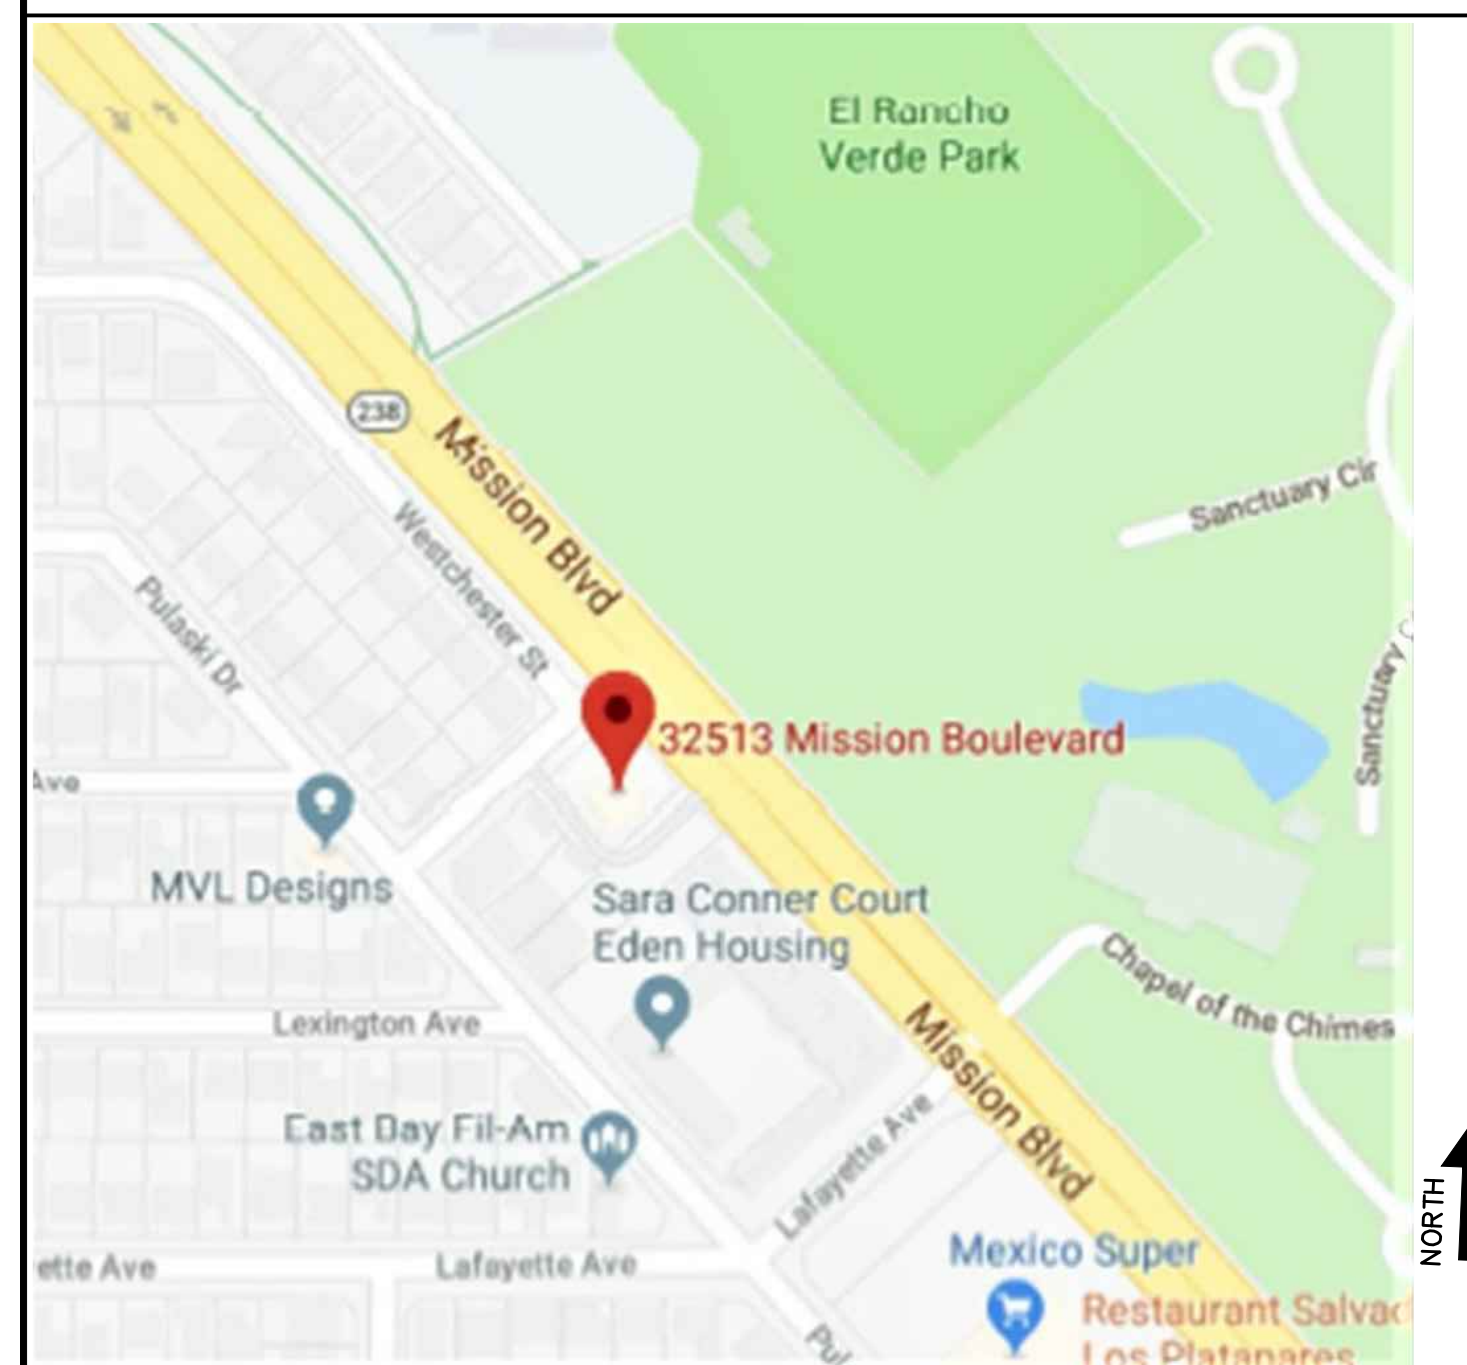 El Rancho
Verde Park
238
Mission Blvd
Westchester St
Sanctuary Cir
Pulaski Dr
Sanctuary
32513 Mission Boulevard
Ave
MVL Designs
Sara Conner Court
Eden Housing
Chapel of the Chimes
Lexington Ave
Mission Blvd
East Bay Fil-Am
SDA Church
Lafayette Ave
NORTH
Mexico Super
ette Ave
Lafayette Ave
Restaurant Salvad
Los Platanares
Pul